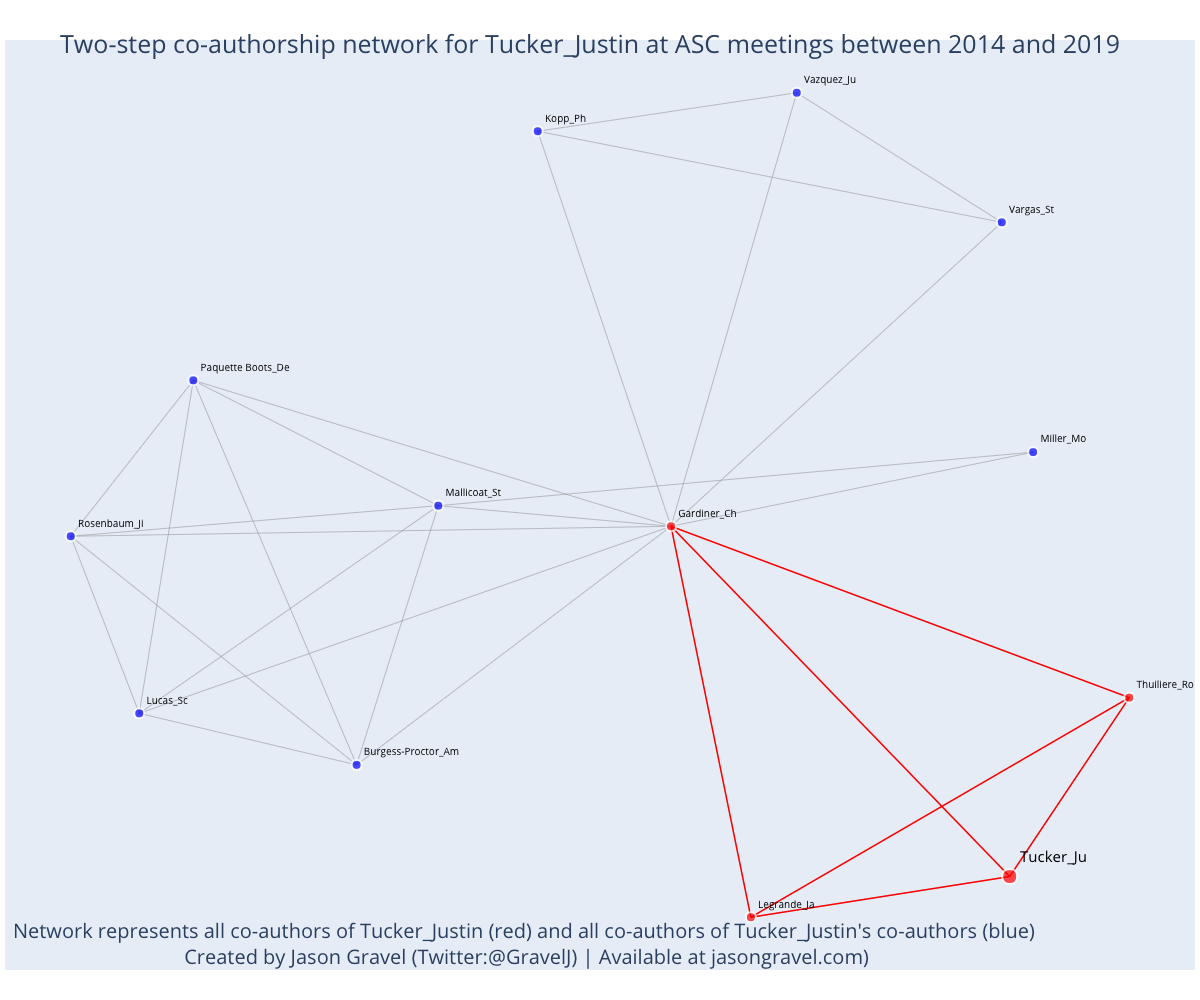 Two-step co-authorship network for Tucker_Justin at ASC meetings between 2014 and 2019
Vazquez_Ju
Kopp_Ph
Vargas_St
Paquette Boots_De
Miller_Mo
Mallicoat_St
Gardiner_Ch
Rosenbaum_Ji
Thuiliere_Ro
Lucas_Sc
Burgess-Proctor_Am
Tucker_Ju
Legrande_Ja
Network represents all co-authors of Tucker_Justin (red) and all co-authors of Tucker_Justin's co-authors (blue)
Created by Jason Gravel (Twitter:@GravelJ) | Available at jasongravel.com)